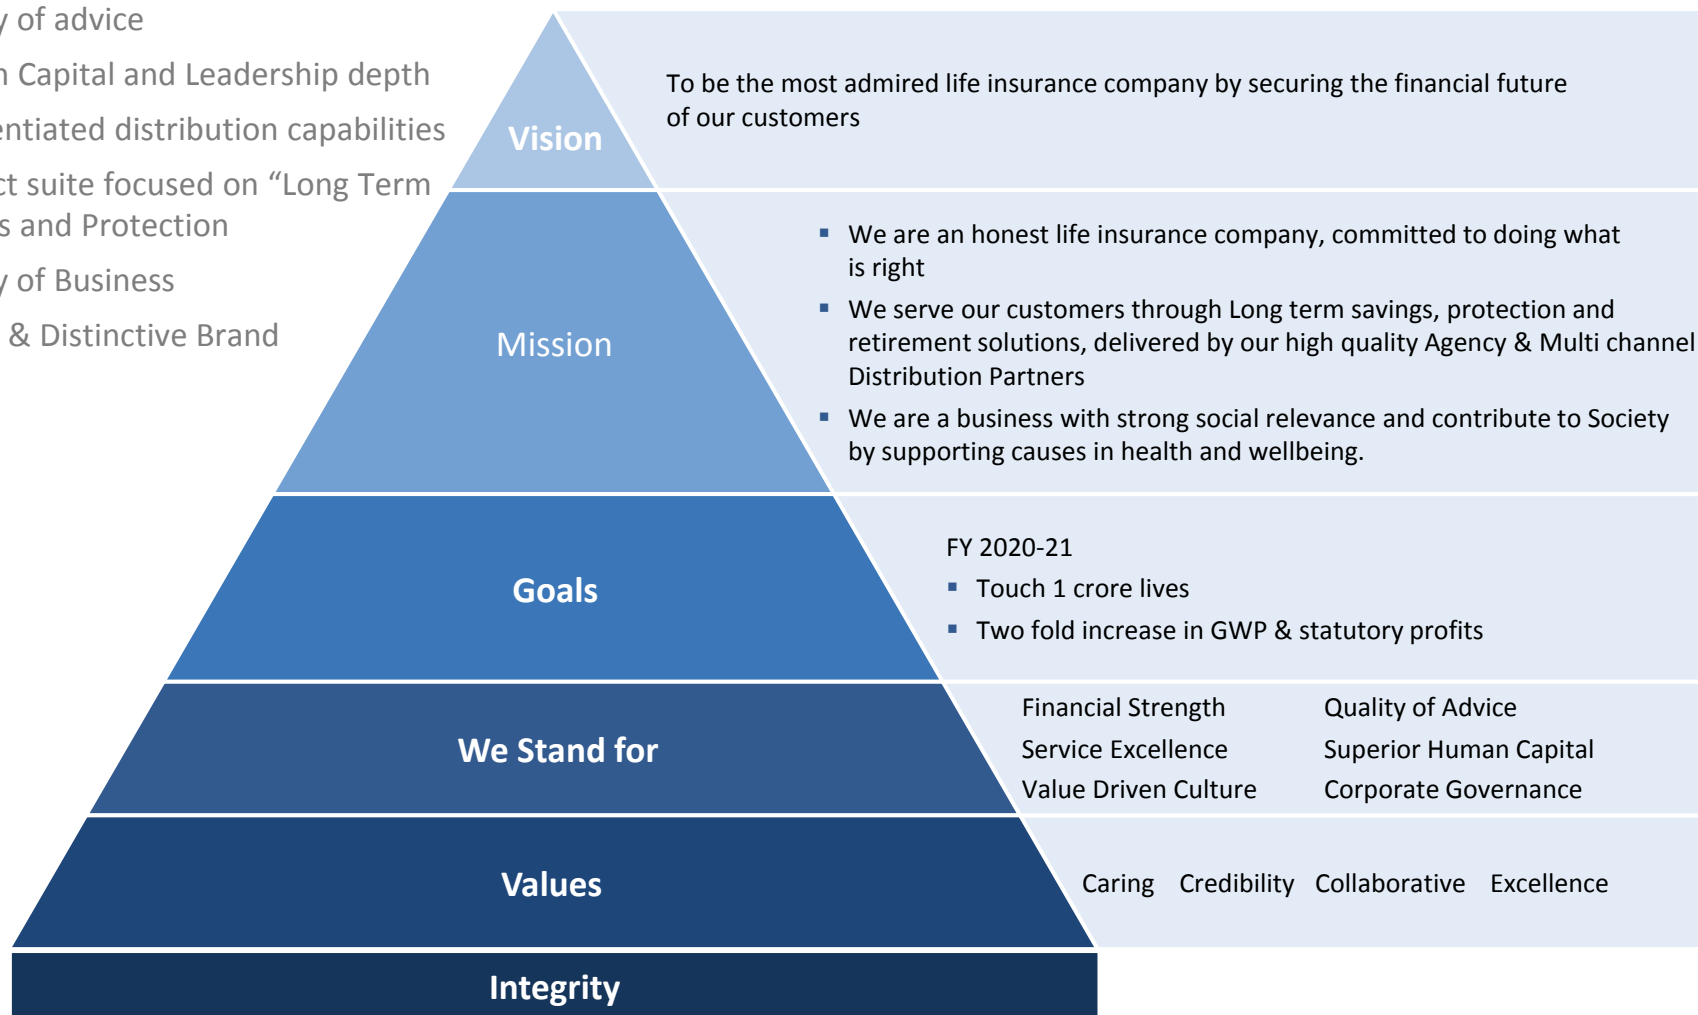 y of advice
n Capital and Leadership depth
entiated distribution capabilities
ct suite focused on “Long Term
s and Protection
y of Business
& Distinctive Brand
Vision
To be the most admired life insurance company by securing the financial future
of our customers
Mission
▪ We are an honest life insurance company, committed to doing what
is right
▪ We serve our customers through Long term savings, protection and
retirement solutions, delivered by our high quality Agency & Multi channel
Distribution Partners
▪ We are a business with strong social relevance and contribute to Society
by supporting causes in health and wellbeing.
Goals
FY 2020-21
▪ Touch 1 crore lives
▪ Two fold increase in GWP & statutory profits
We Stand for
Financial Strength Quality of Advice
Service Excellence Superior Human Capital
Value Driven Culture Corporate Governance
Values
Caring Credibility Collaborative Excellence
Integrity